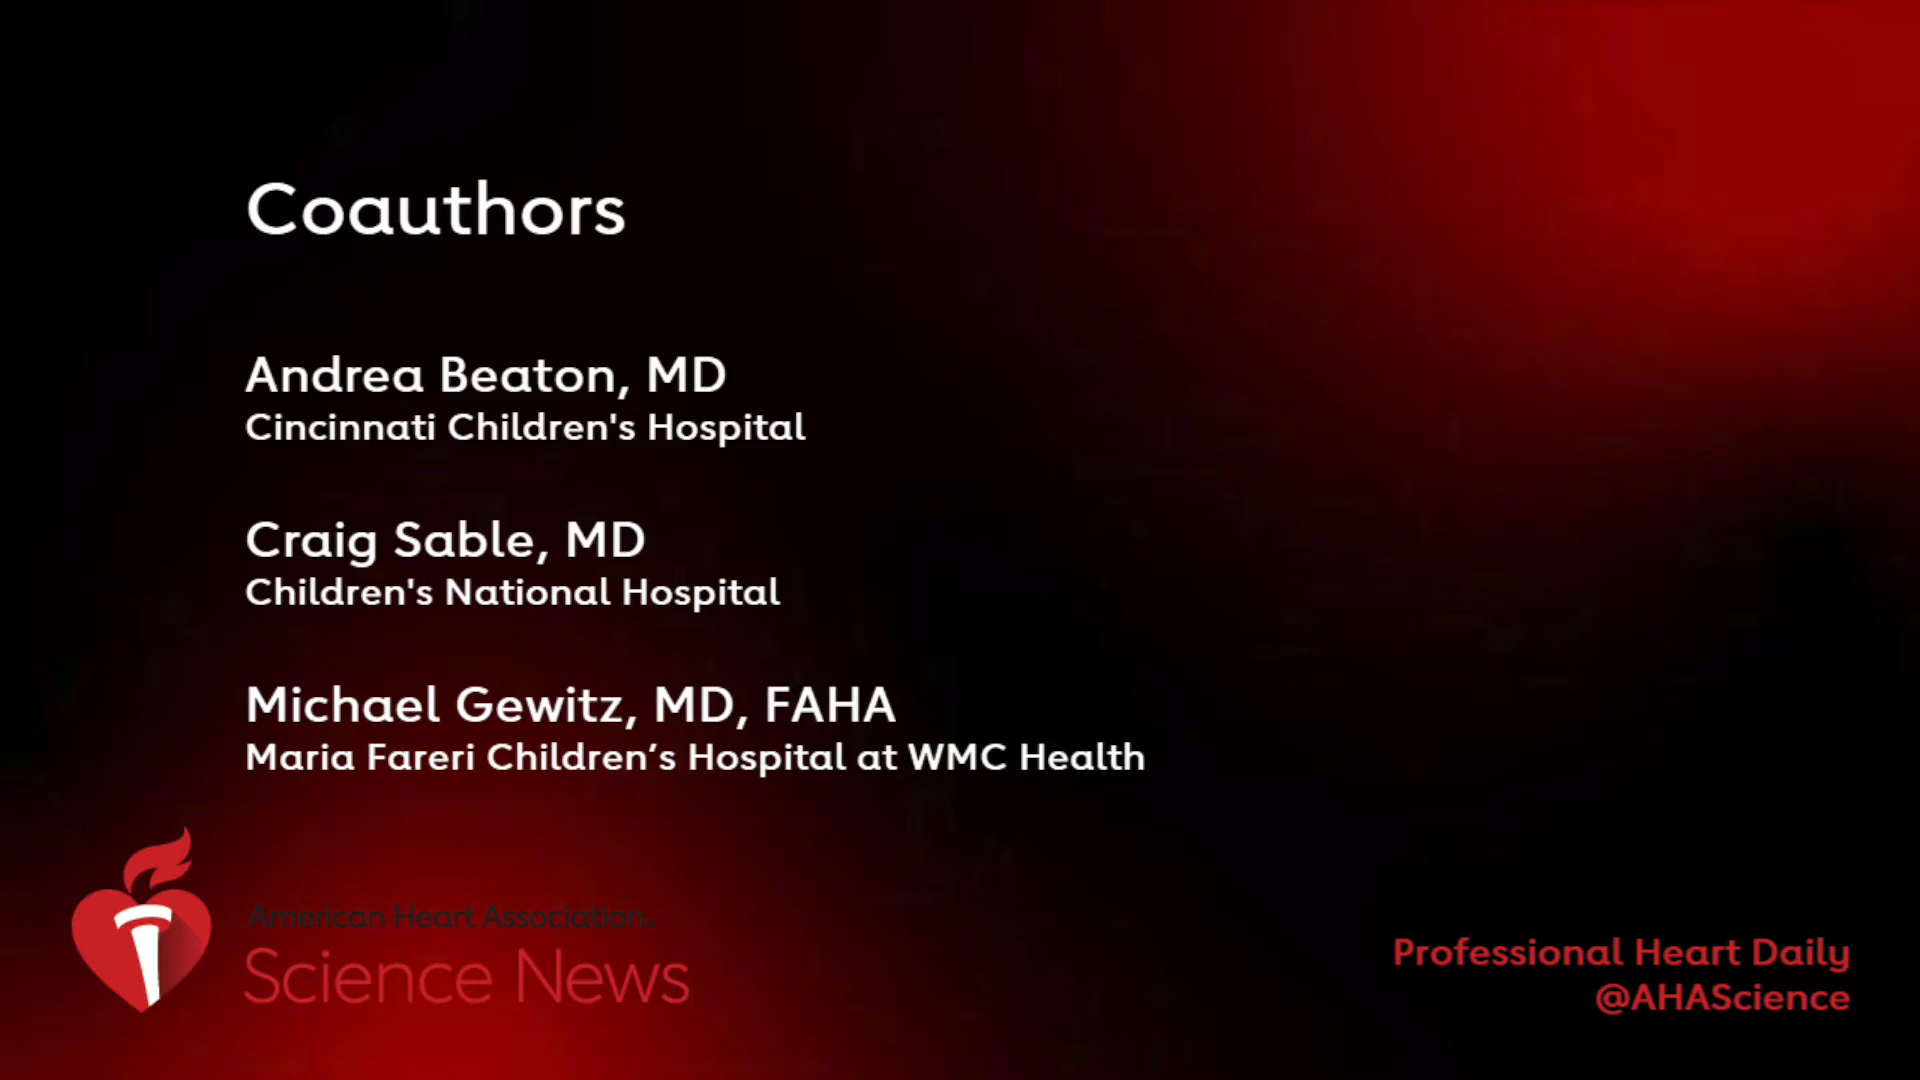 Coauthors
Andrea Beaton, MD
Cincinnati Children's Hospital
Craig Sable, MD
Children's National Hospital
Michael Gewitz, MD, FAHA
Maria Fareri Children’s Hospital at WMC Health
American Heart Association.
Science News
Professional Heart Daily
@AHAScience